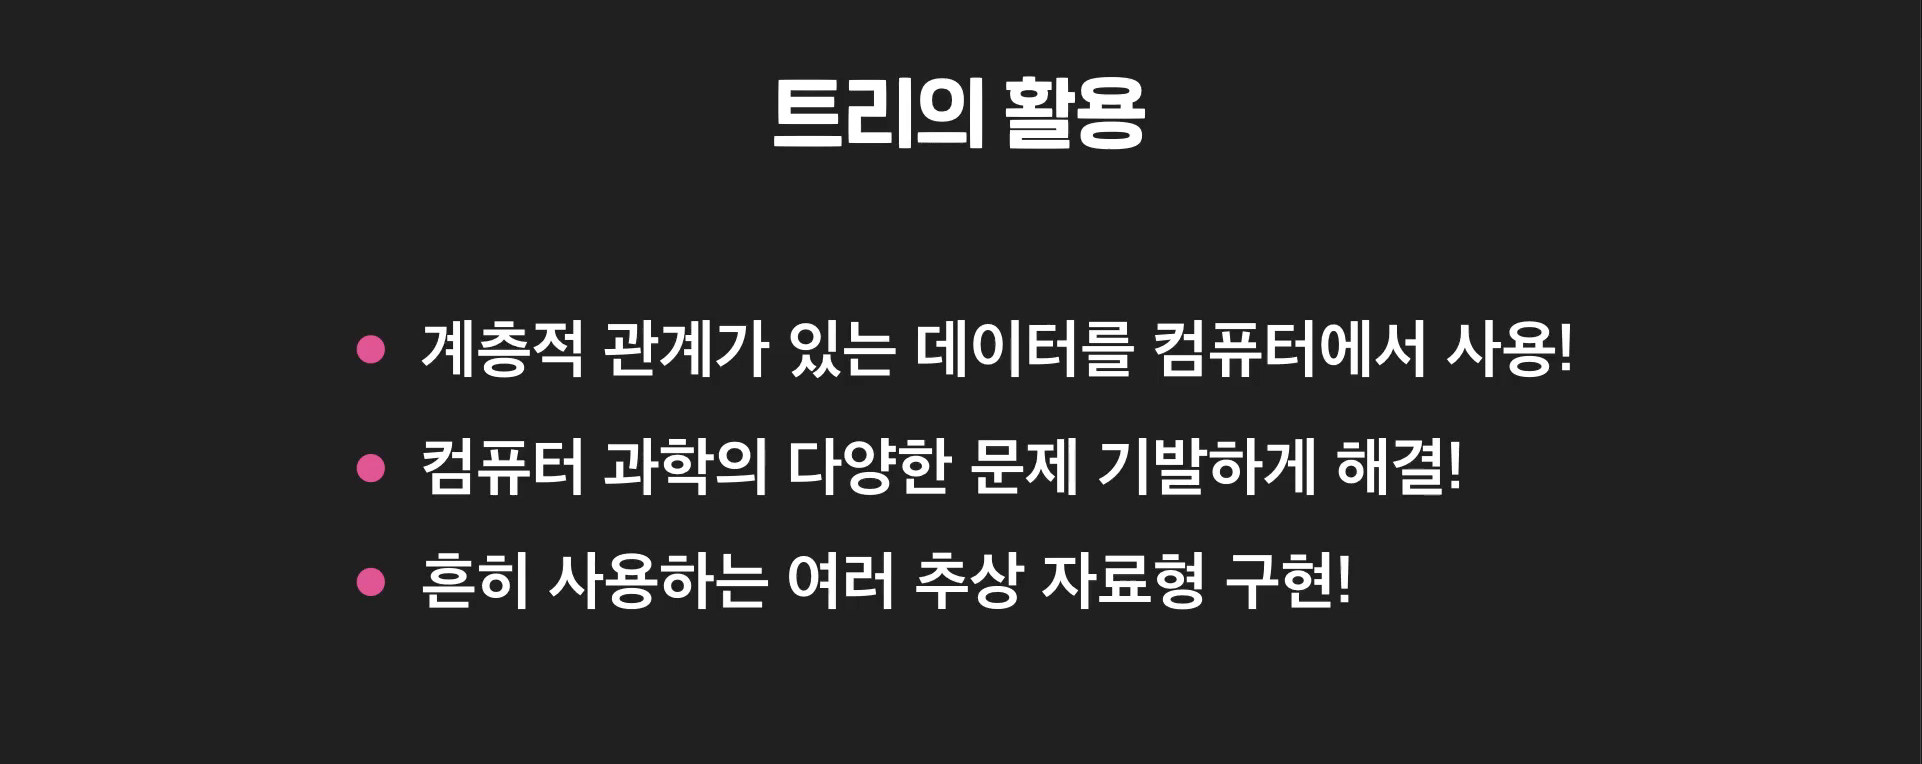 트리의 활용
계층적 관계가 있는 데이터를 컴퓨터에서 사용!
컴퓨터 과학의 다양한 문제 기발하게 해결!
흔히 사용하는 여러 추상 자료형 구현!